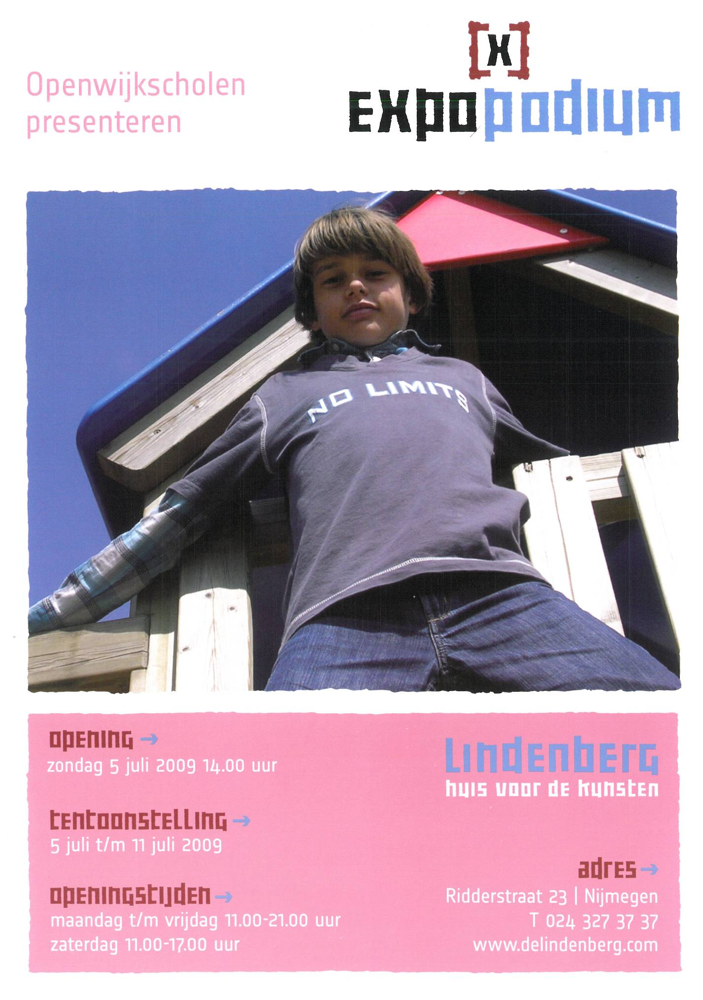 Openwijkscholen
presenteren
[x]
expopodium
NO LIMITS
opening →
zondag 5 juli 2009 14.00 uur
tentoonstelling →
5 juli t/m 11 juli 2009
openingstijden →
maandag t/m vrijdag 11.00-21.00 uur
zaterdag 11.00-17.00 uur
Lindenberg
huis voor de kunsten
adres →
Ridderstraat 23 | Nijmegen
T 024 327 37 37
www.delindenberg.com